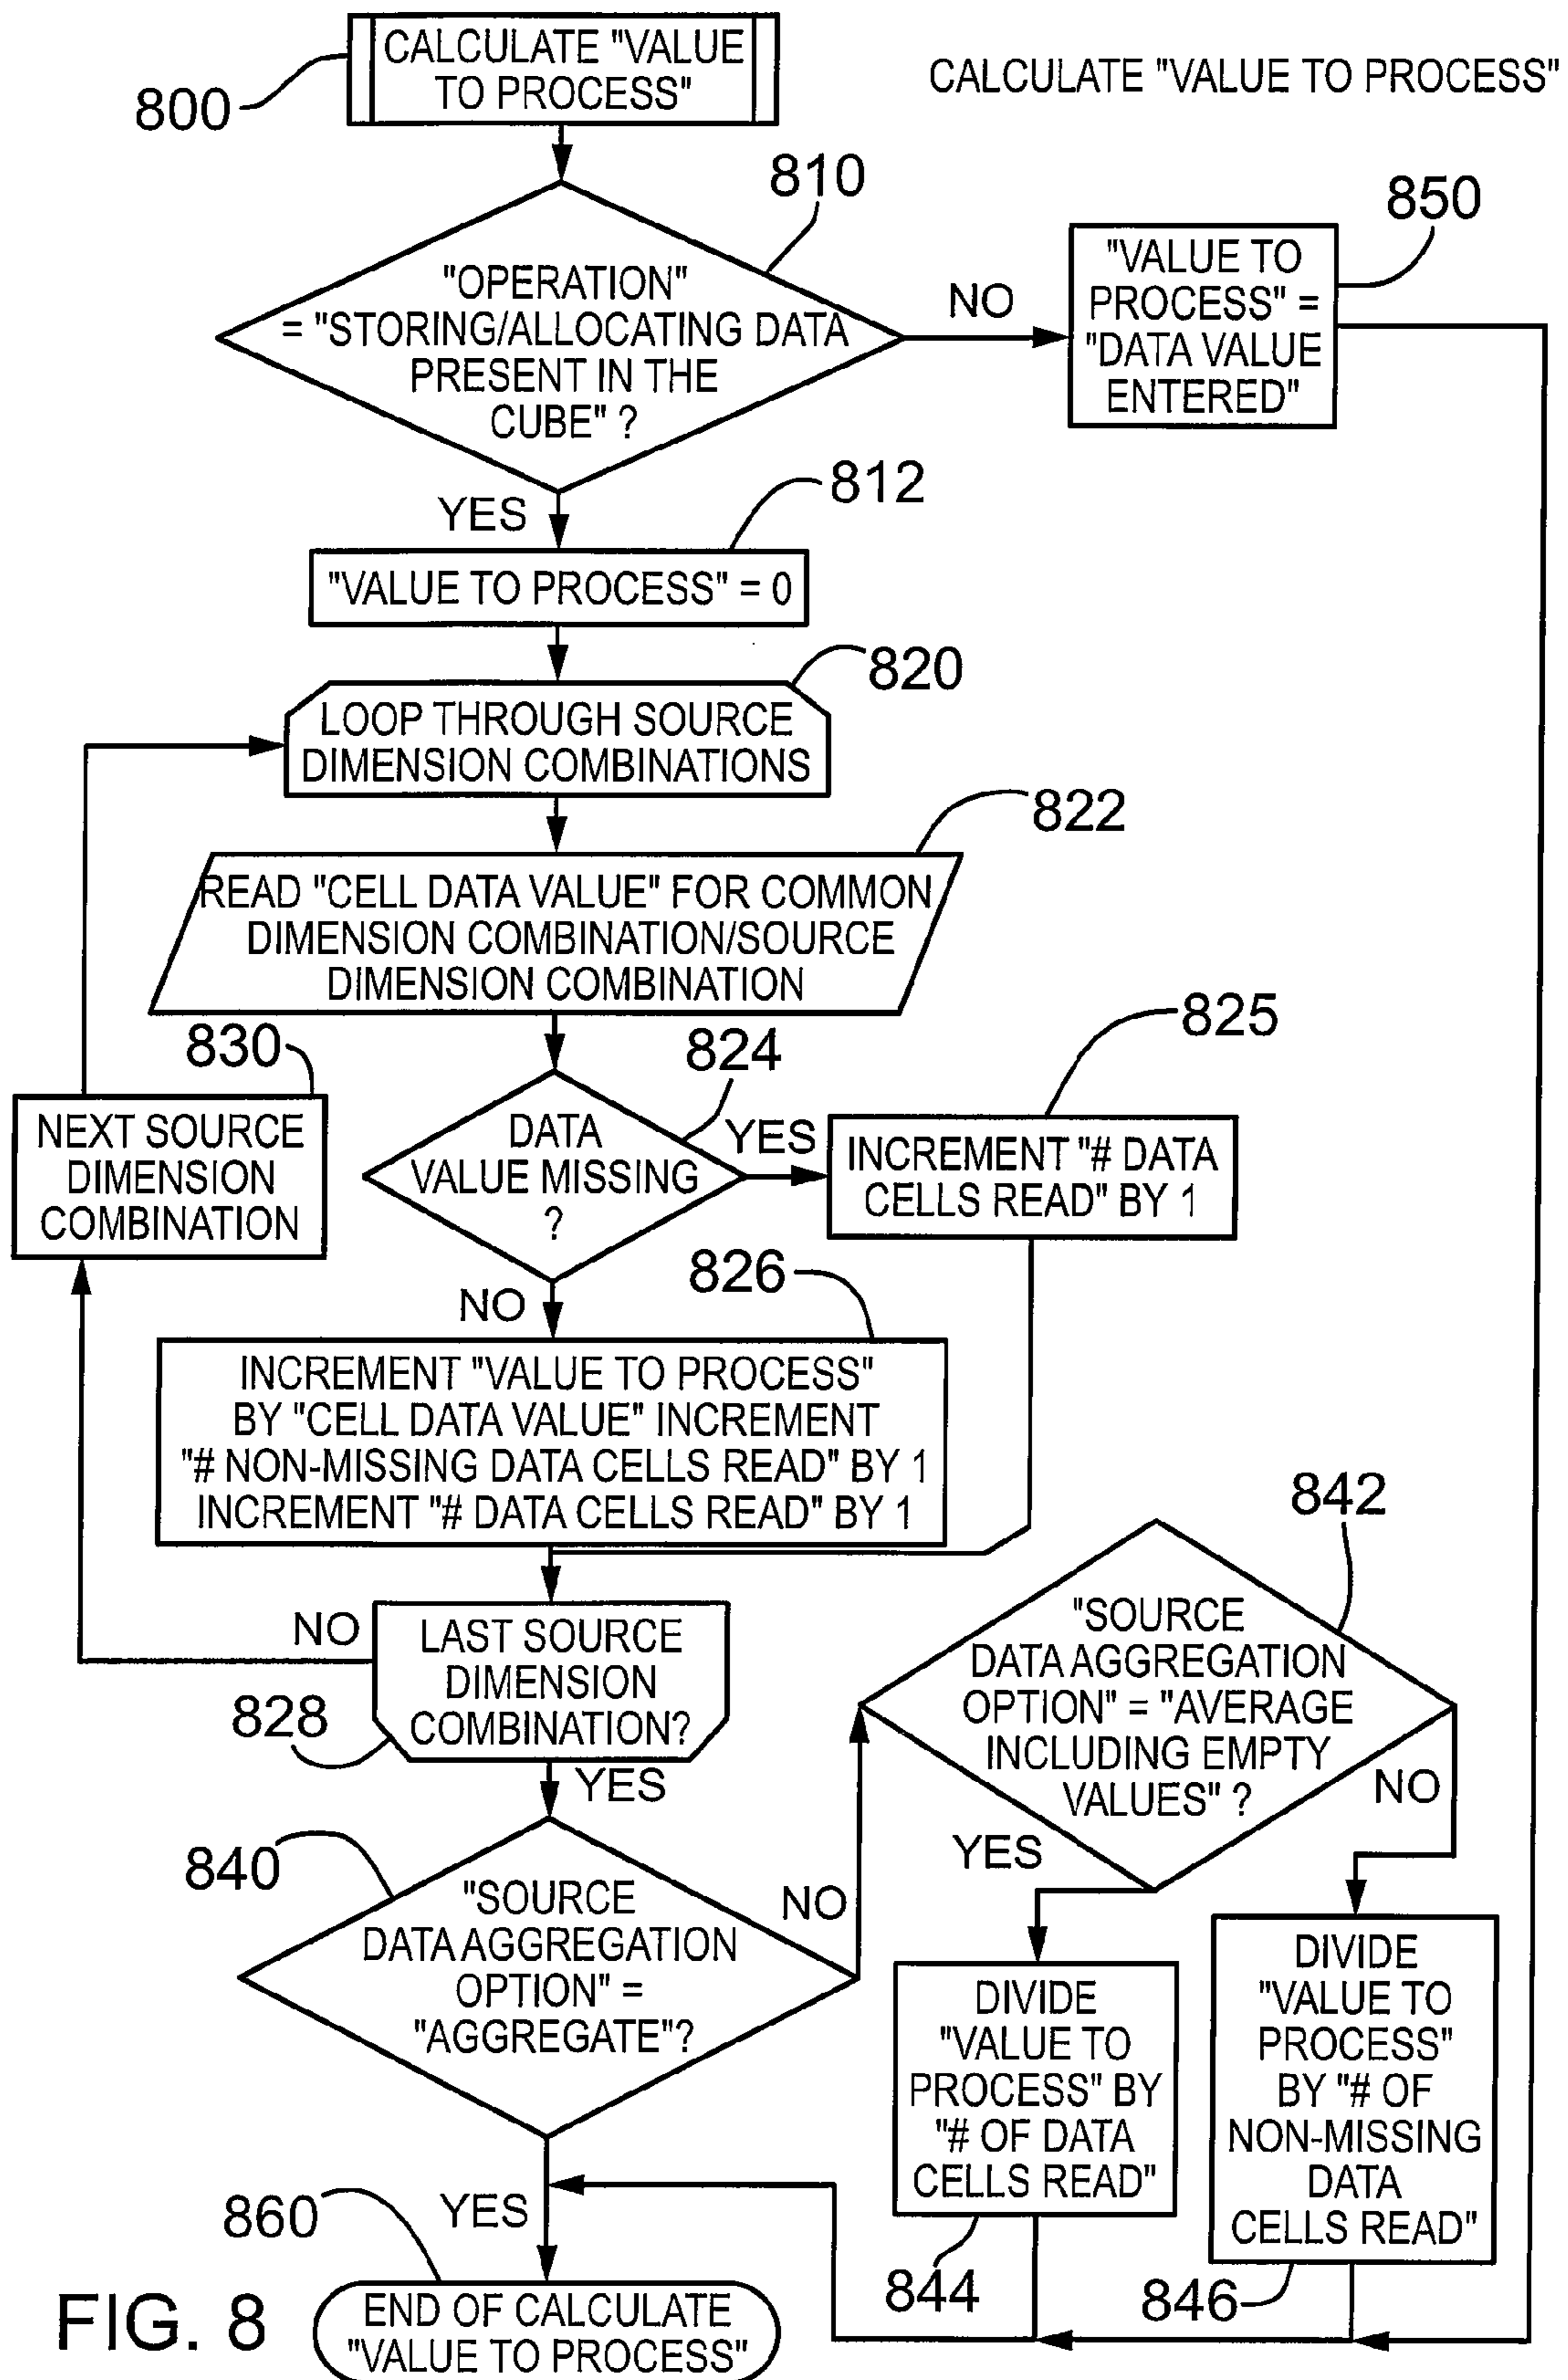 CALCULATE "VALUE
TO PROCESS"
CALCULATE "VALUE TO PROCESS"
800
810
"OPERATION"
= "STORING/ALLOCATING DATA
PRESENT IN THE
CUBE" ?
NO
850
"VALUE TO
PROCESS" =
"DATA VALUE
ENTERED"
YES
812
"VALUE TO PROCESS" = 0
820
LOOP THROUGH SOURCE
DIMENSION COMBINATIONS
822
READ "CELL DATA VALUE" FOR COMMON
DIMENSION COMBINATION/SOURCE
DIMENSION COMBINATION
830
NEXT SOURCE
DIMENSION
COMBINATION
824
DATA
VALUE MISSING
?
YES
825
INCREMENT "# DATA
CELLS READ" BY 1
NO
826
INCREMENT "VALUE TO PROCESS"
BY "CELL DATA VALUE" INCREMENT
"# NON-MISSING DATA CELLS READ" BY 1
INCREMENT "# DATA CELLS READ" BY 1
NO
LAST SOURCE
DIMENSION
COMBINATION?
828
YES
842
"SOURCE
DATA AGGREGATION
OPTION" = "AVERAGE
INCLUDING EMPTY
VALUES" ?
NO
YES
840
"SOURCE
DATA AGGREGATION
OPTION" =
"AGGREGATE"?
NO
DIVIDE
"VALUE TO
PROCESS" BY
"# OF DATA
CELLS READ"
844
DIVIDE
"VALUE TO
PROCESS"
BY "# OF
NON-MISSING
DATA
CELLS READ"
846
YES
860
END OF CALCULATE
"VALUE TO PROCESS"
FIG. 8